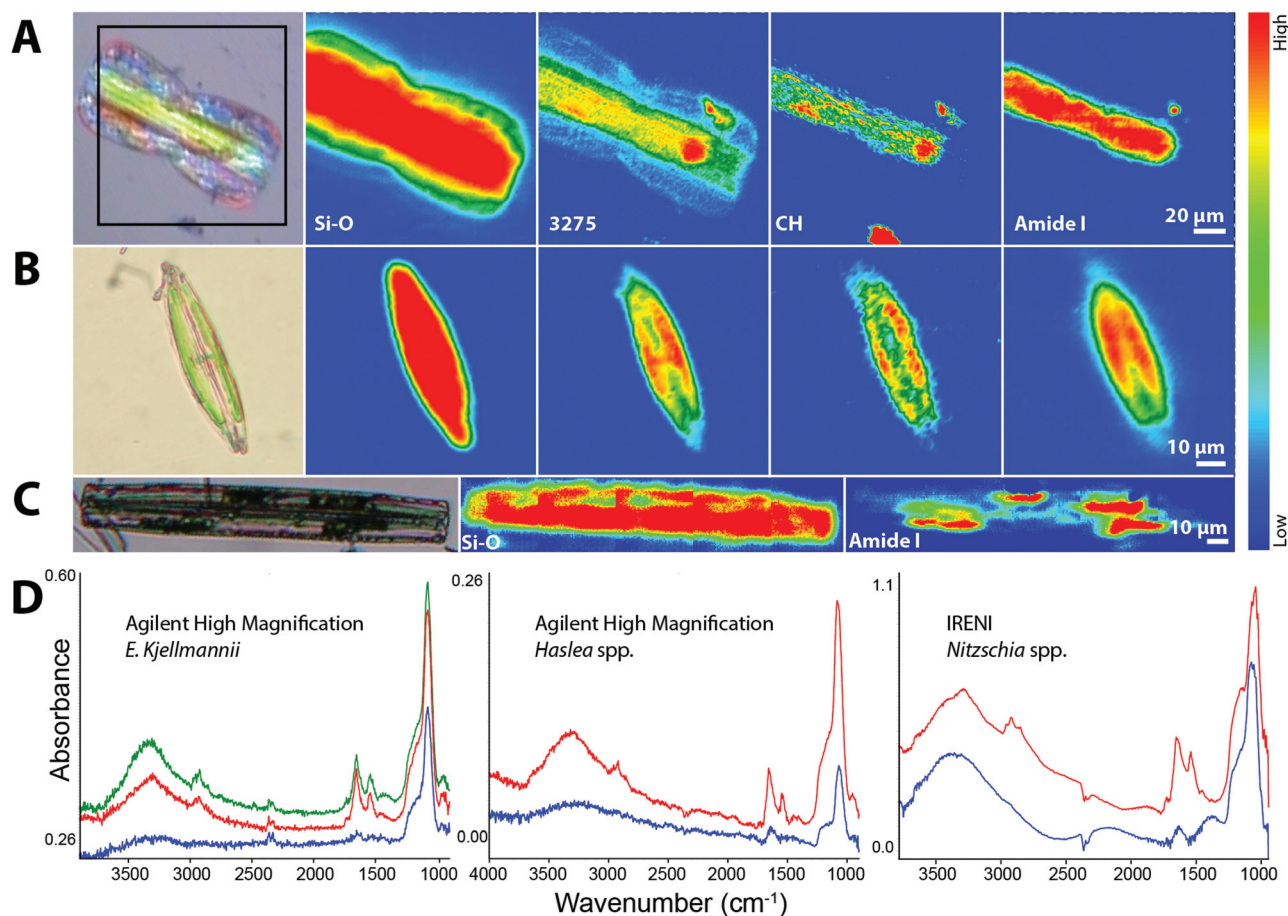 A
Si-O
3275
CH
Amide I
20 µm
High
B
10 µm
C
Si-O
Amide I
10 µm
Low
D
0.60
Agilent High Magnification
E. Kjellmannii
0.26
0.26
Agilent High Magnification
Haslea spp.
0.00
1.1
IRENI
Nitzschia spp.
0.0
Absorbance
3500 3000 2500 2000 1500 1000
4000 3500 3000 2500 2000 1500 1000
3500 3000 2500 2000 1500 1000
Wavenumber (cm-1)